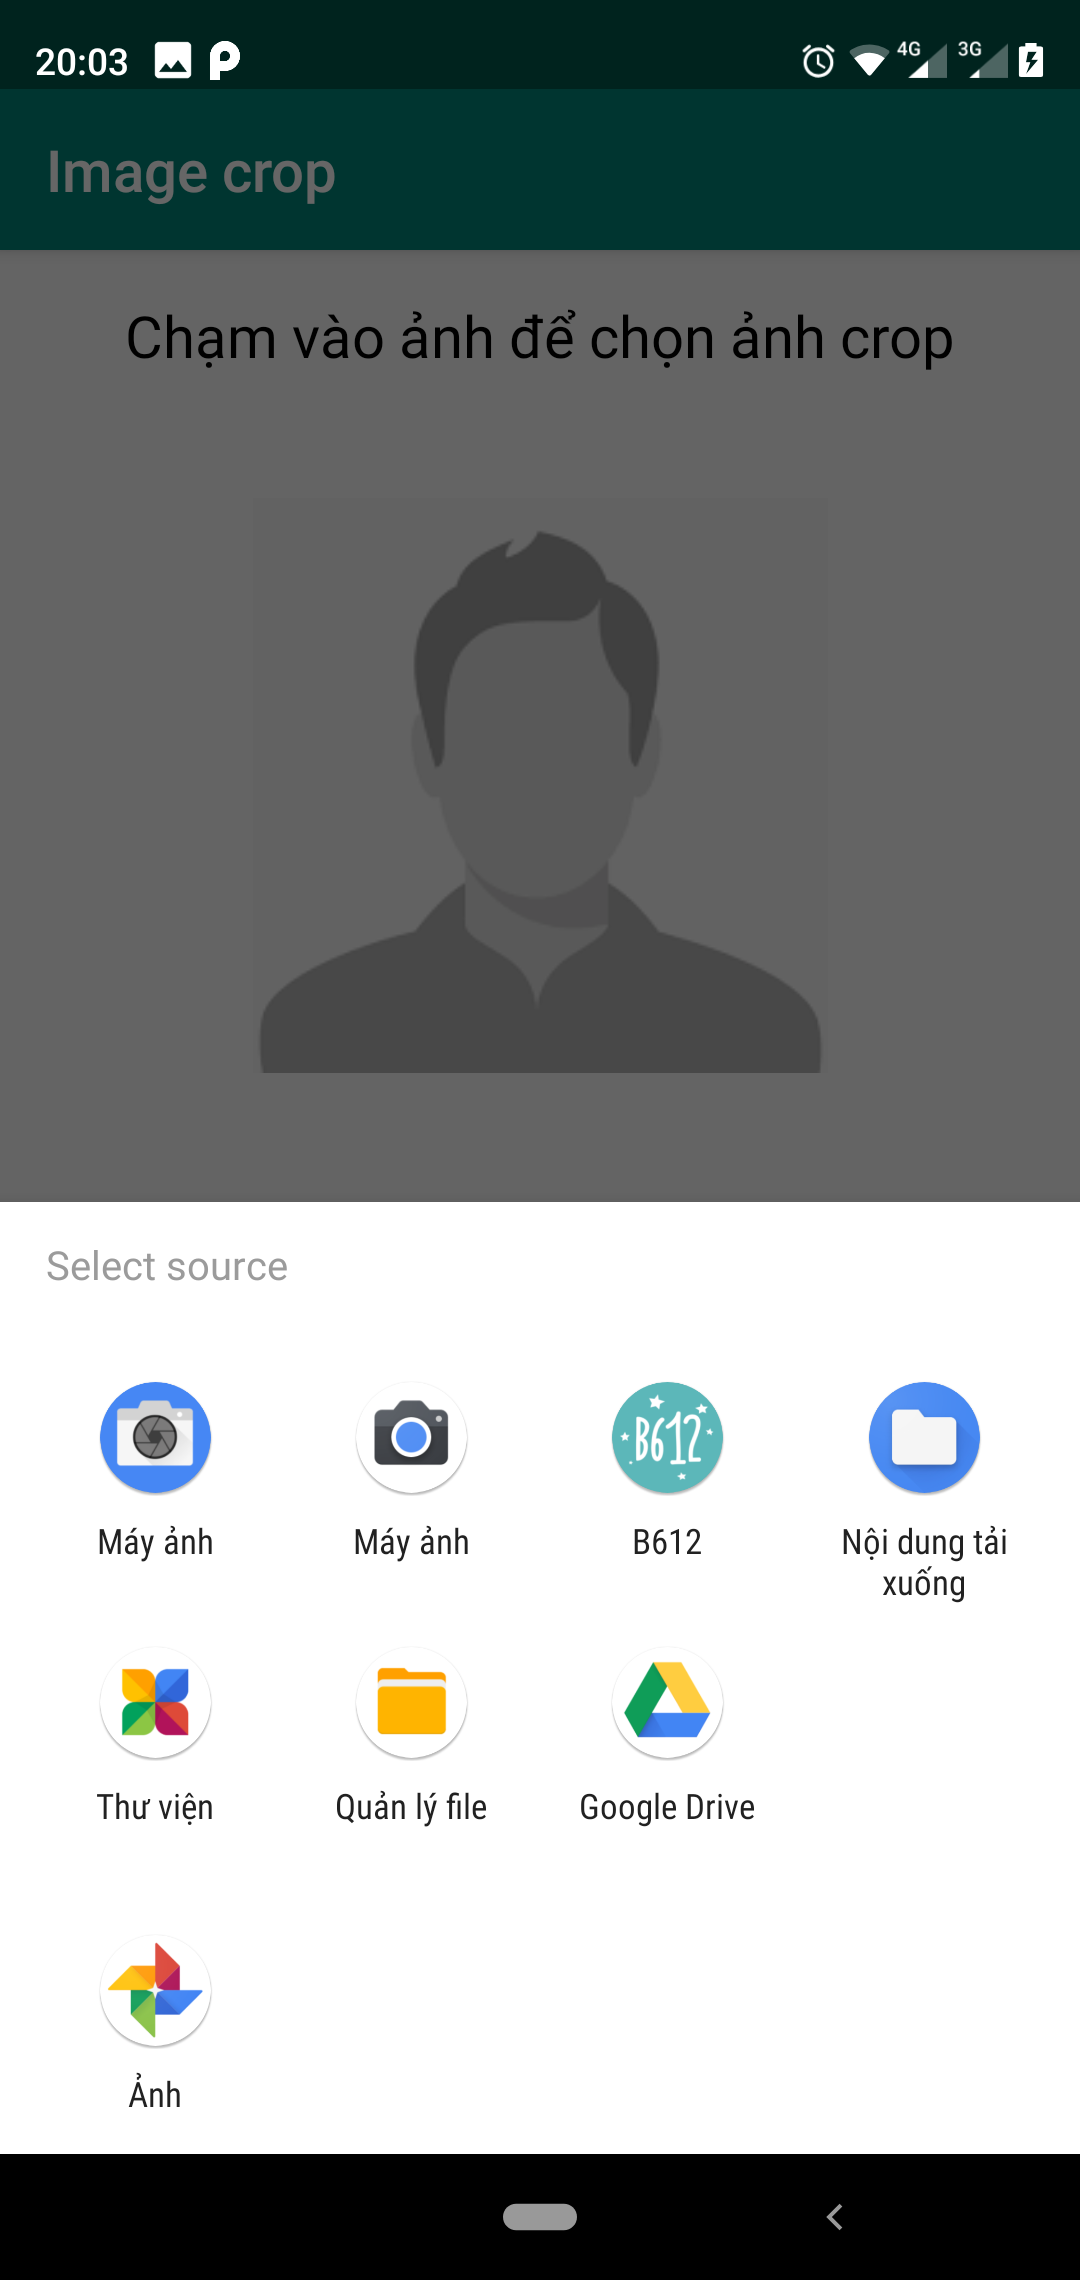 20:03
4G 3G
Image crop
Chạm vào ảnh để chọn ảnh crop
Select source
B612
Máy ảnh Máy ảnh B612 Nội dung tải
xuống
Thư viện Quản lý file Google Drive
Ảnh